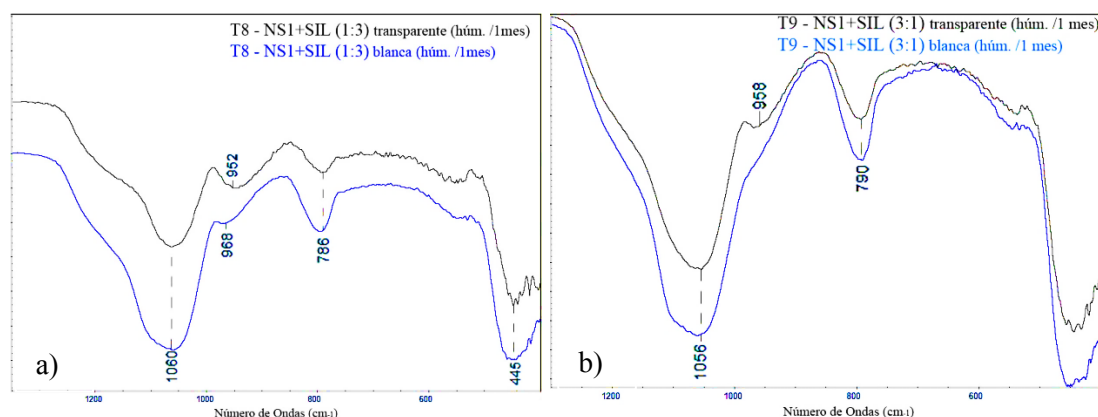 T8 - NS1+SIL (1:3) transparente (húm. /1mes)
T8 - NS1+SIL (1:3) blanca (húm. /1mes)
952
968
786
1060
445
a)
1200
1000
800
600
Número de Ondas (cm-1)
T9 - NS1+SIL (3:1) transparente (húm. /1 mes)
T9 - NS1+SIL (3:1) blanca (húm. /1 mes)
958
790
1056
b)
1200
1000
800
600
Número de Ondas (cm-1)